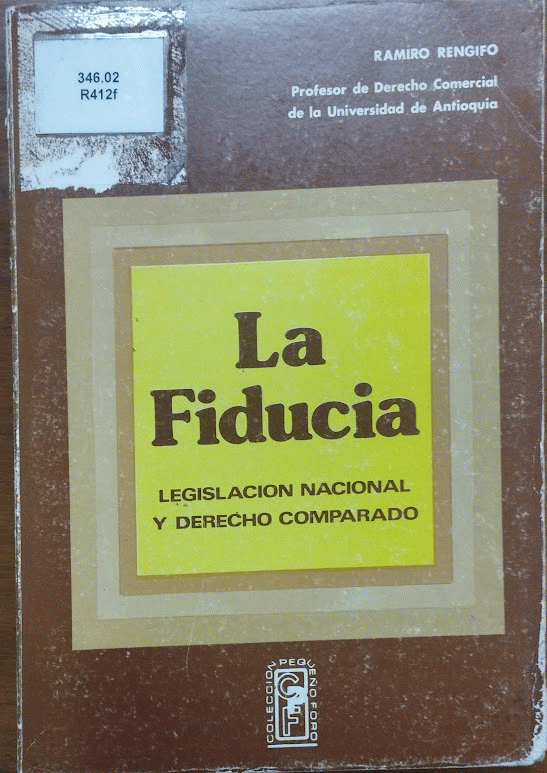 346.02
R412f
RAMIRO RENGIFO
Profesor de Derecho Comercial
de la Universidad de Antioquia
La
Fiducia
LEGISLACION NACIONAL
Y DERECHO COMPARADO
COLECCION PEQUEÑO FORO